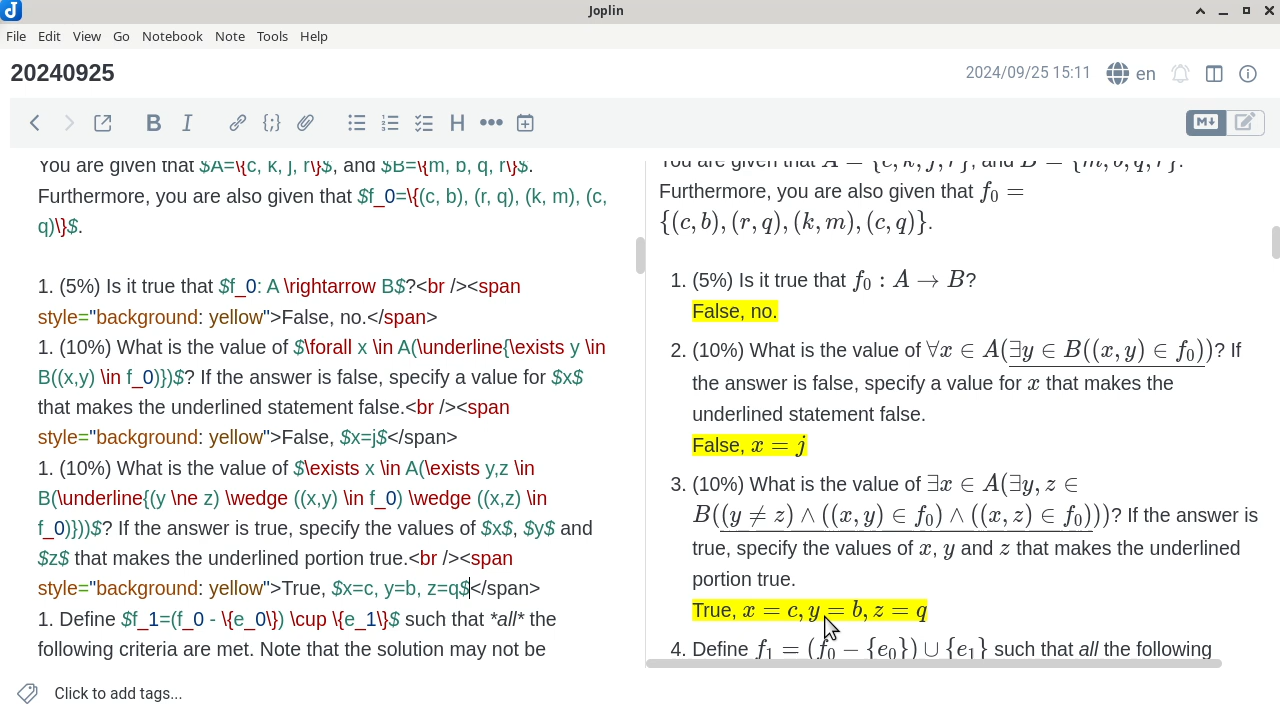 Joplin
File Edit View Go Notebook Note Tools Help
20240925
2024/09/25 15:11 en
You are given that $A=\{c, k, j, r\}$, and $B=\{m, b, q, r\}$.
Furthermore, you are also given that $f_0=\{(c, b), (r, q), (k, m), (c,
q)\}$.
1. (5%) Is it true that $f_0: A \rightarrow B$?<br /><span
style="background: yellow">False, no.</span>
1. (10%) What is the value of $\forall x \in A(\underline{\exists y \in
B((x,y) \in f_0)})$? If the answer is false, specify a value for $x$
that makes the underlined statement false.<br /><span
style="background: yellow">False, $x=j$</span>
1. (10%) What is the value of $\exists x \in A(\exists y,z \in
B(\underline{(y \ne z) \wedge ((x,y) \in f_0) \wedge ((x,z) \in
f_0)}))$? If the answer is true, specify the values of $x$, $y$ and
$z$ that makes the underlined portion true.<br /><span
style="background: yellow">True, $x=c, y=b, z=q$</span>
1. Define $f_1=(f_0 - \{e_0\}) \cup \{e_1\}$ such that *all* the
following criteria are met. Note that the solution may not be
You are given that A = {c, k, j, r}, and B = {m, b, q, r}.
Furthermore, you are also given that f₀ =
{(c, b), (r, q), (k, m), (c, q)}.
1. (5%) Is it true that f₀ : A → B?
False, no.
2. (10%) What is the value of ∀x ∈ A(∃y ∈ B((x, y) ∈ f₀))? If
the answer is false, specify a value for x that makes the
underlined statement false.
False, x = j
3. (10%) What is the value of ∃x ∈ A(∃y, z ∈
B((y ≠ z) ∧ ((x, y) ∈ f₀) ∧ ((x, z) ∈ f₀)))? If the answer is
true, specify the values of x, y and z that makes the underlined
portion true.
True, x = c, y = b, z = q
4. Define f₁ = (f₀ − {e₀}) ∪ {e₁} such that all the following
Click to add tags...